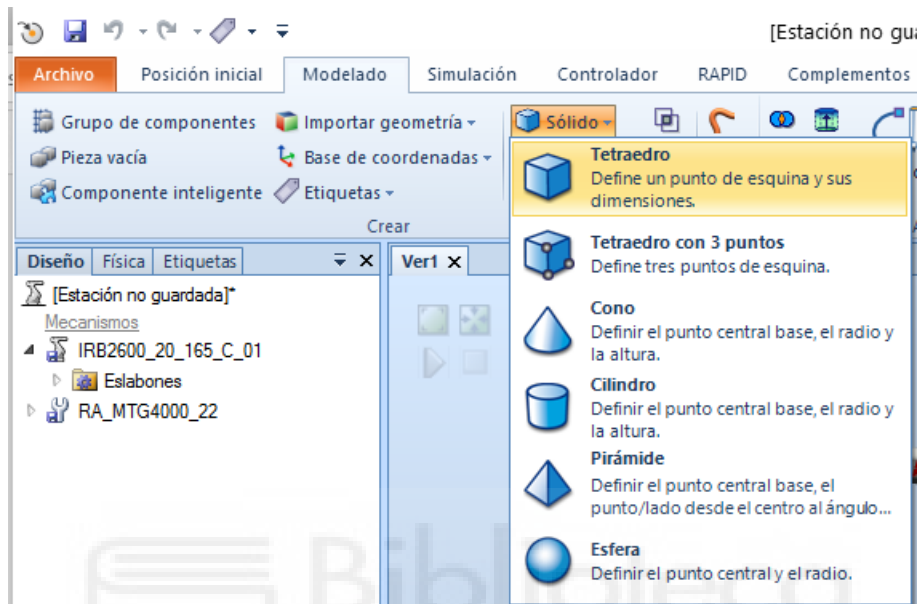 [Estación no gua
Archivo Posición inicial Modelado Simulación Controlador RAPID Complementos
Grupo de componentes Importar geometría Sólido
Pieza vacía Base de coordenadas
Componente inteligente Etiquetas
Crear
Tetraedro
Define un punto de esquina y sus
dimensiones.
Tetraedro con 3 puntos
Define tres puntos de esquina.
Cono
Definir el punto central base, el radio y
la altura.
Cilindro
Definir el punto central base, el radio y
la altura.
Pirámide
Definir el punto central base, el
punto/lado desde el centro al ángulo...
Esfera
Definir el punto central y el radio.
Diseño Física Etiquetas
Ver1
[Estación no guardada]*
Mecanismos
IRB2600_20_165_C_01
Eslabones
RA_MTG4000_22
Biblioteca